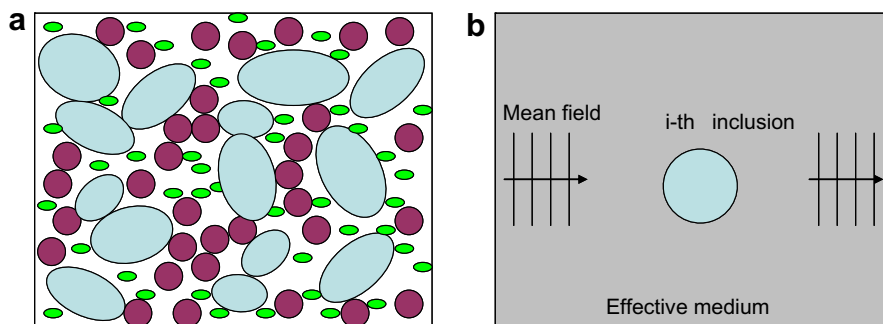 a
b
Mean field
i-th inclusion
Effective medium